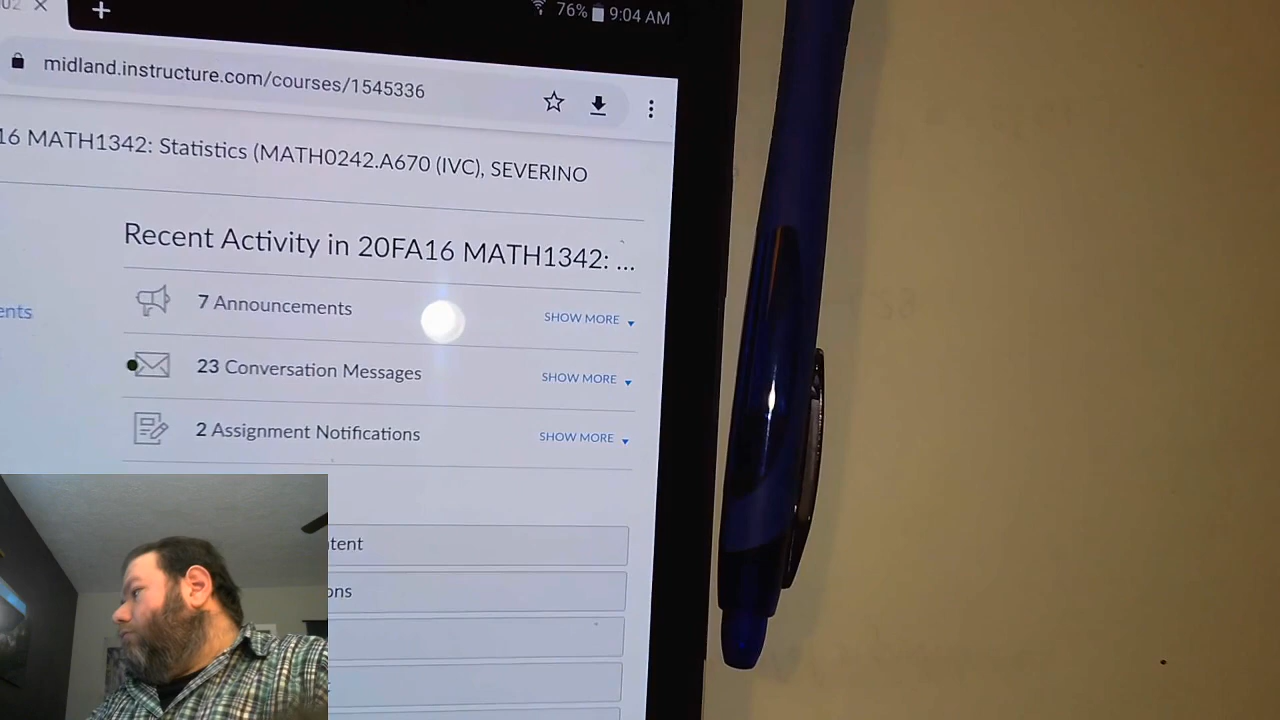 02 ×
+
76% 9:04 AM
midland.instructure.com/courses/1545336
16 MATH1342: Statistics (MATH0242.A670 (IVC), SEVERINO
Recent Activity in 20FA16 MATH1342: ...
7 Announcements SHOW MORE
ents
23 Conversation Messages SHOW MORE
2 Assignment Notifications SHOW MORE
tent
ons